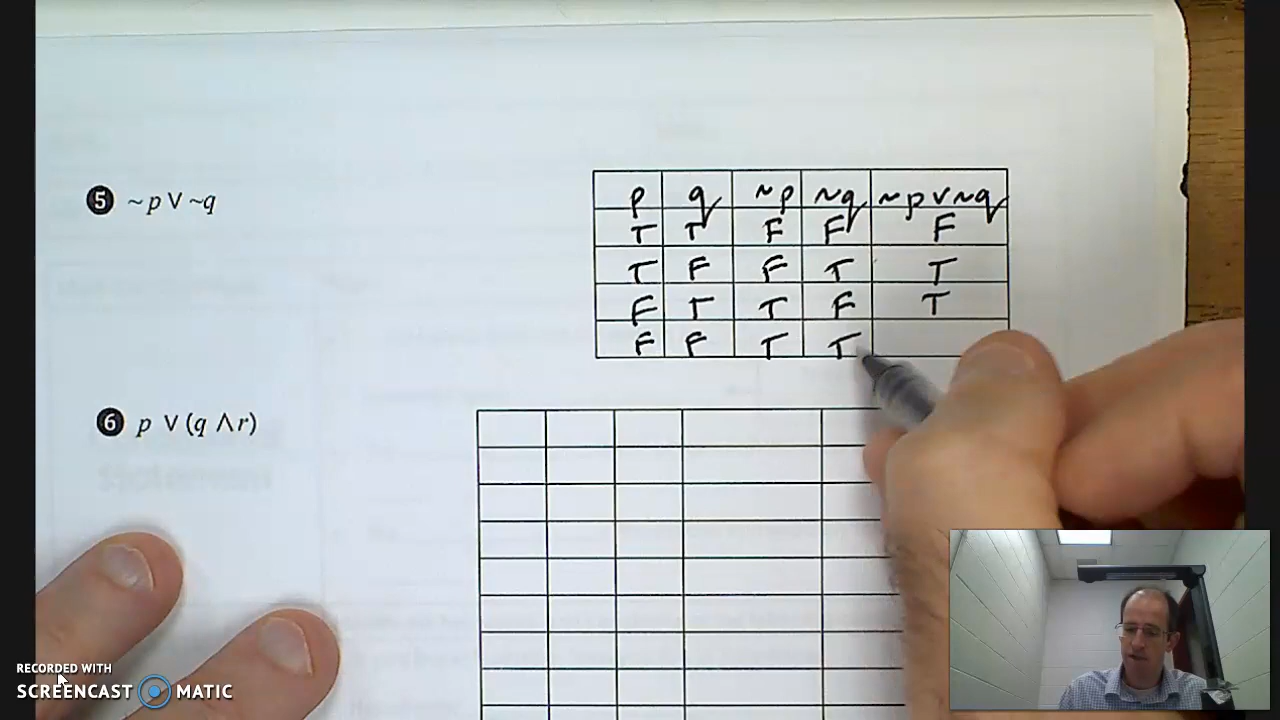 5 ~p ∨ ~q
p q ~p ~q ~p∨~q
T T F F F
T F F T T
F T T F T
F F T T
6 p ∨ (q ∧ r)
RECORDED WITH
SCREENCAST MATIC